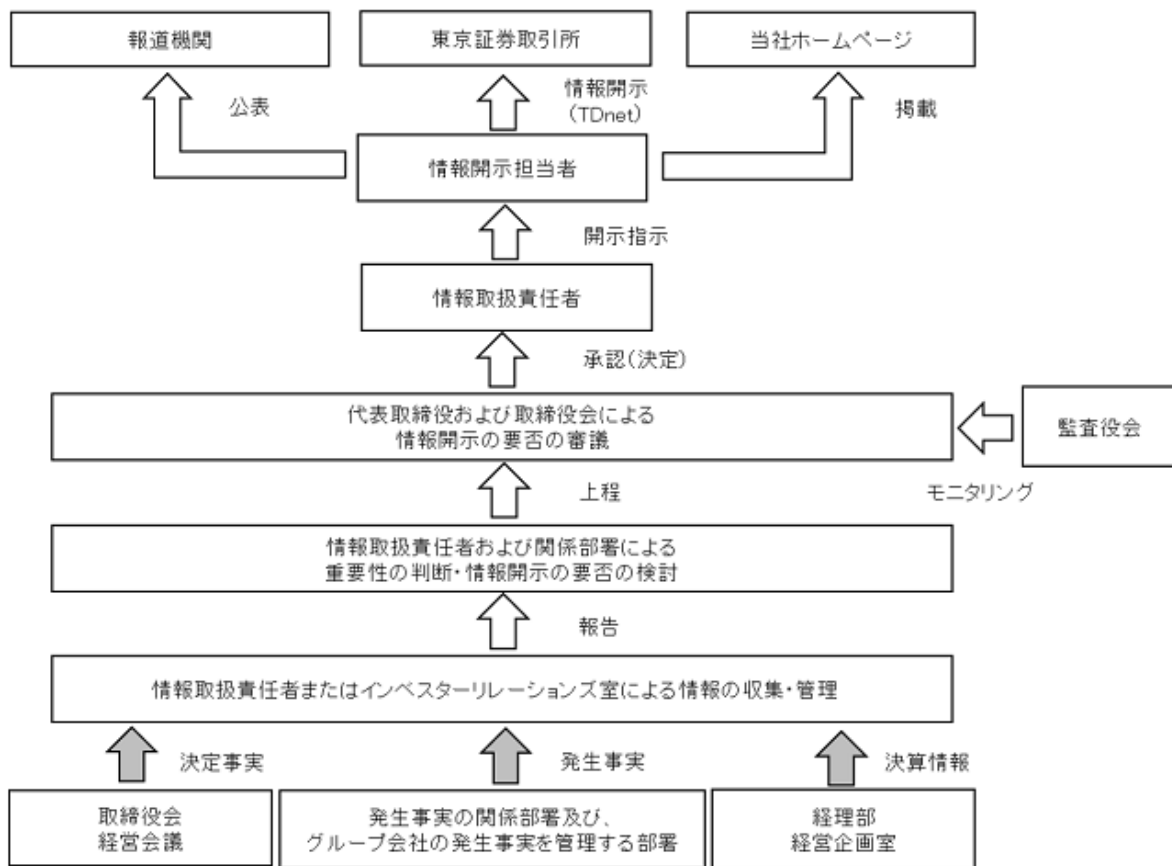 報道機関
東京証券取引所
当社ホームページ
公表
情報開示
(TDnet)
掲載
情報開示担当者
開示指示
情報取扱責任者
承認(決定)
代表取締役および取締役会による
情報開示の要否の審議
監査役会
上程
モニタリング
情報取扱責任者および関係部署による
重要性の判断・情報開示の要否の検討
報告
情報取扱責任者またはインベスターリレーションズ室による情報の収集・管理
決定事実
発生事実
決算情報
取締役会
経営会議
発生事実の関係部署及び、
グループ会社の発生事実を管理する部署
経理部
経営企画室